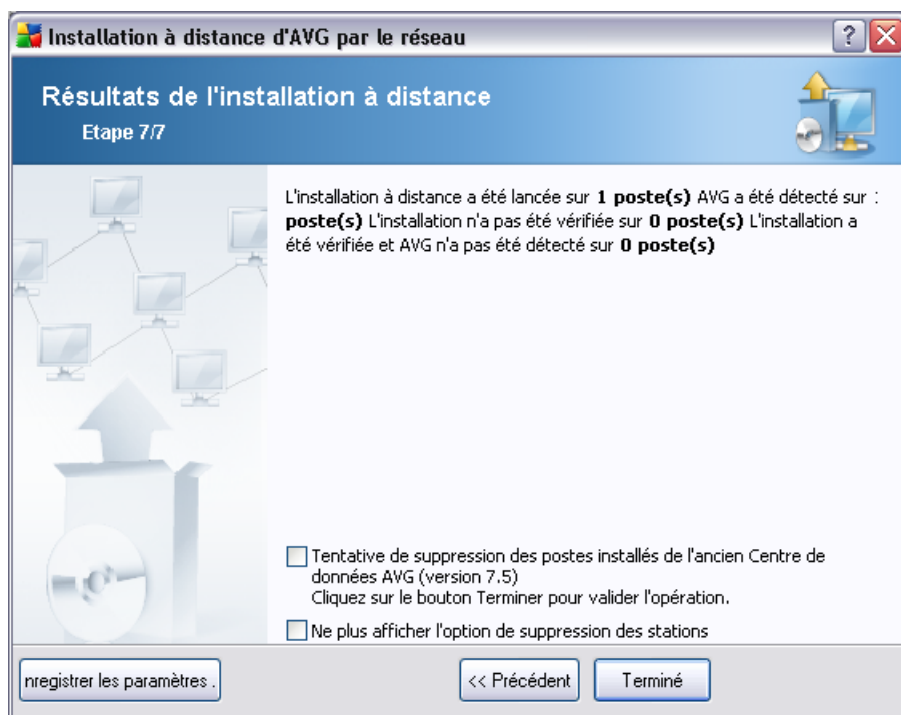 Installation à distance d'AVG par le réseau
Résultats de l'installation à distance
Etape 7/7
L'installation à distance a été lancée sur 1 poste(s) AVG a été détecté sur :
poste(s) L'installation n'a pas été vérifiée sur 0 poste(s) L'installation a
été vérifiée et AVG n'a pas été détecté sur 0 poste(s)
Tentative de suppression des postes installés de l'ancien Centre de
données AVG (version 7.5)
Cliquez sur le bouton Terminer pour valider l'opération.
Ne plus afficher l'option de suppression des stations
nregistrer les paramètres .
<< Précédent
Terminé